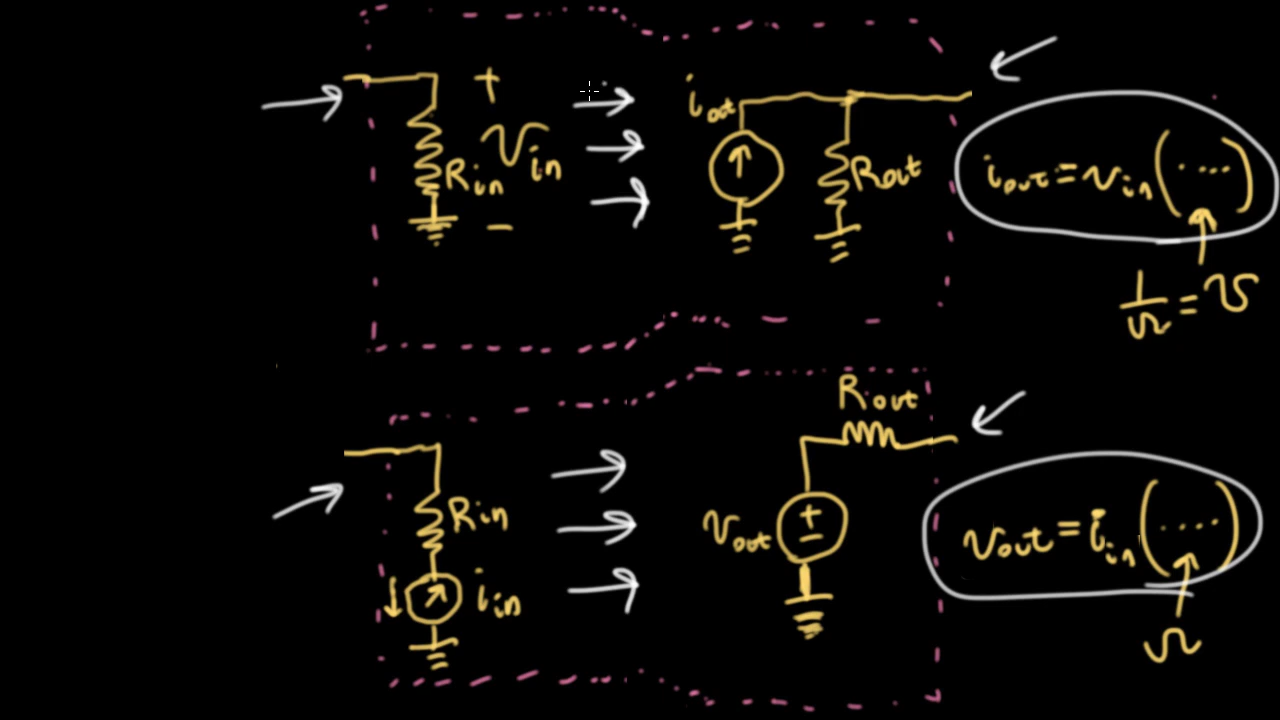 +
Vin
Rin
−
iout
Rout
iout = vin (....)
1/Ω = ℧
Rout
Rin
iin
Vout
+
−
vout = iin (....)
Ω